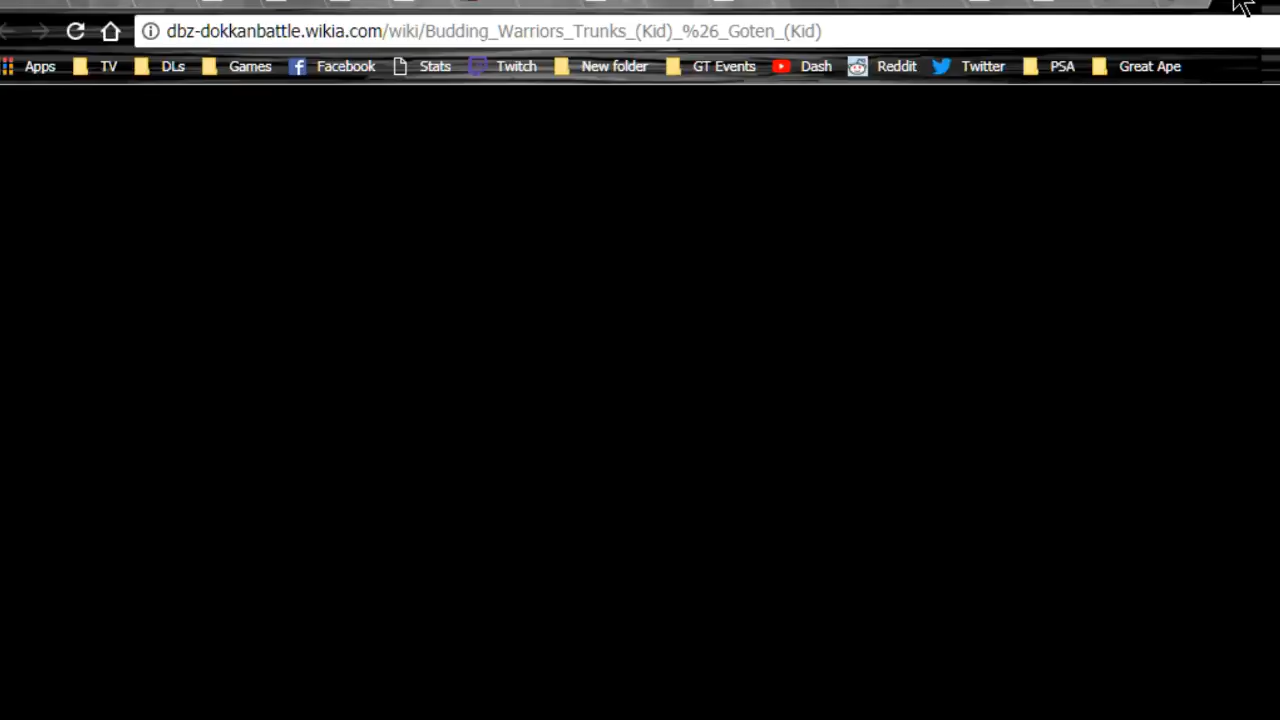 dbz-dokkanbattle.wikia.com/wiki/Budding_Warriors_Trunks_(Kid)_%26_Goten_(Kid)
Apps TV DLs Games Facebook Stats Twitch New folder GT Events Dash Reddit Twitter PSA Great Ape